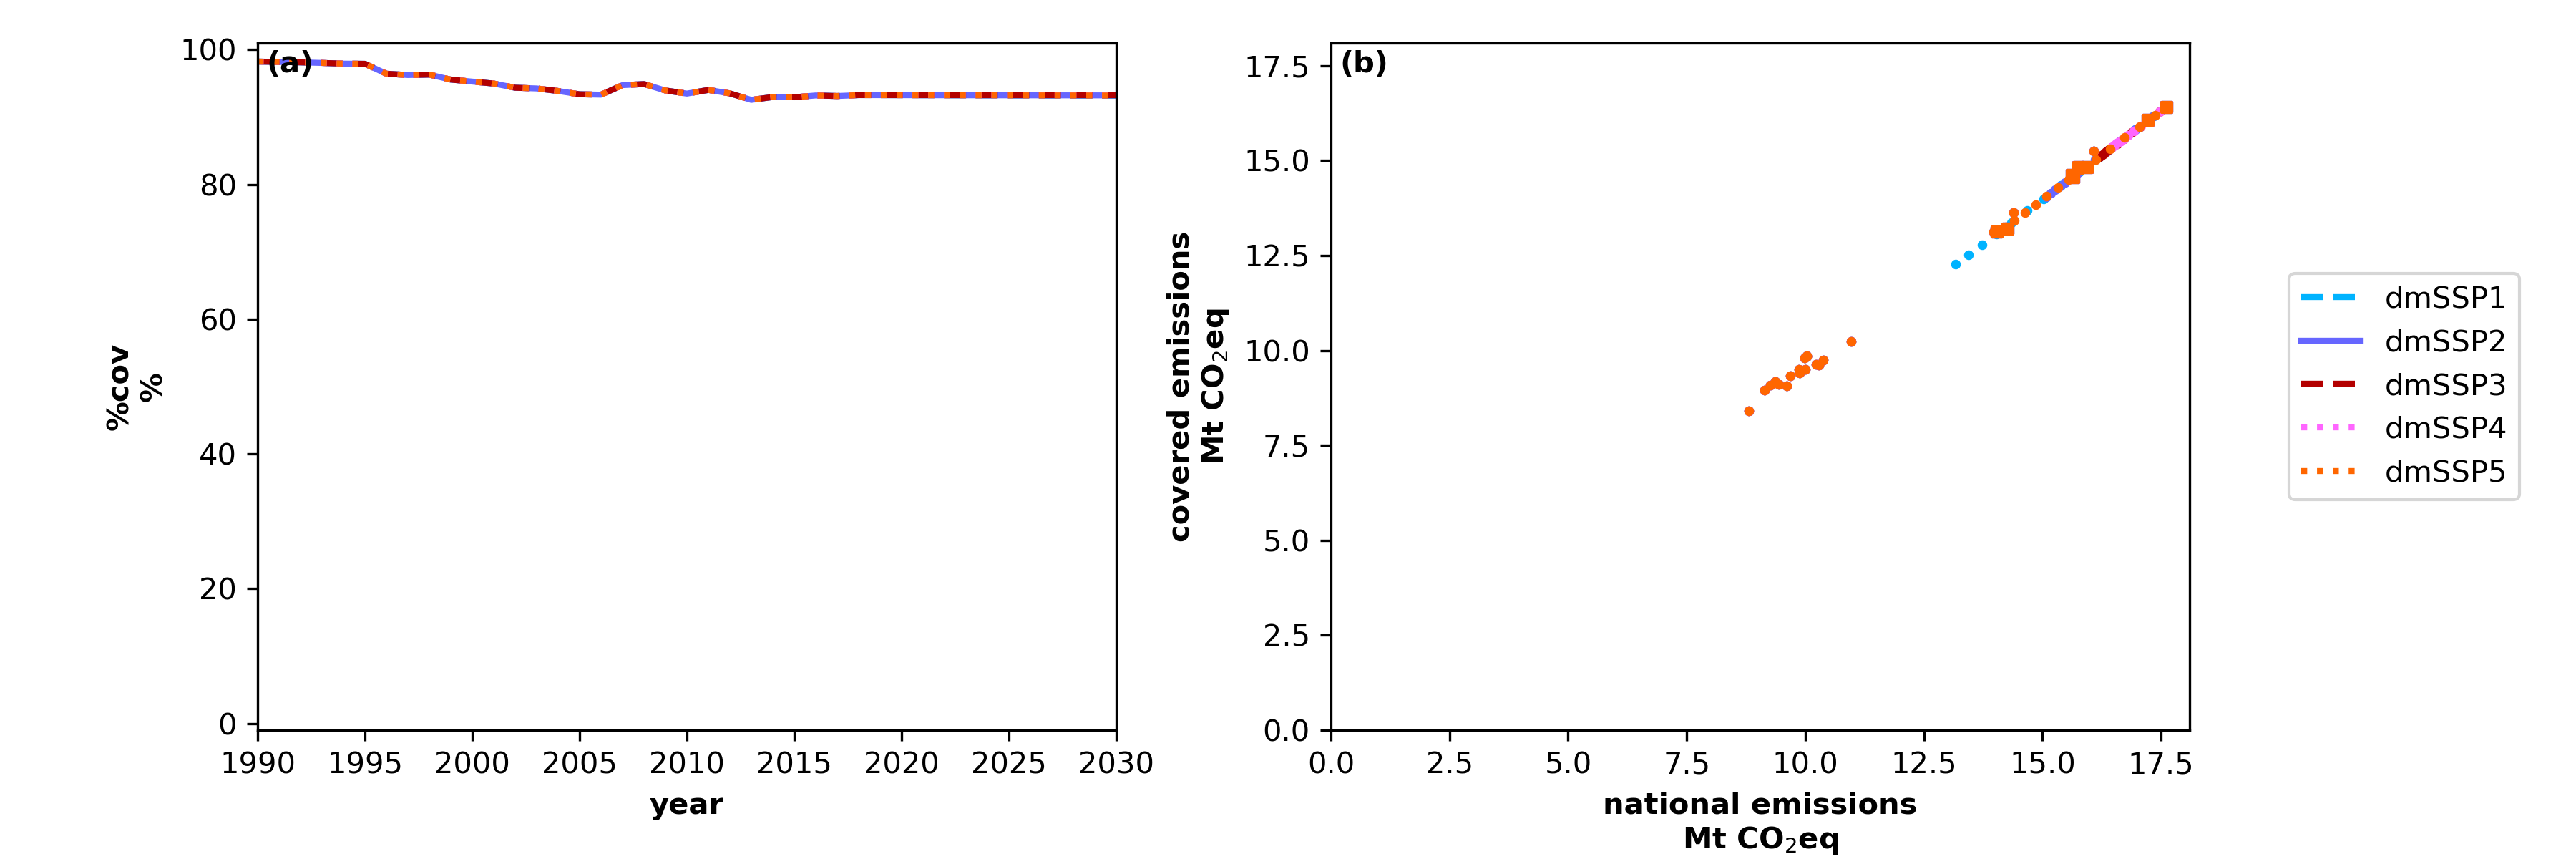 (a)
100
80
60
40
20
0
%cov
%
1990 1995 2000 2005 2010 2015 2020 2025 2030
year
(b)
17.5
15.0
12.5
10.0
7.5
5.0
2.5
0.0
covered emissions
Mt CO₂eq
0.0 2.5 5.0 7.5 10.0 12.5 15.0 17.5
national emissions
Mt CO₂eq
dmSSP1
dmSSP2
dmSSP3
dmSSP4
dmSSP5